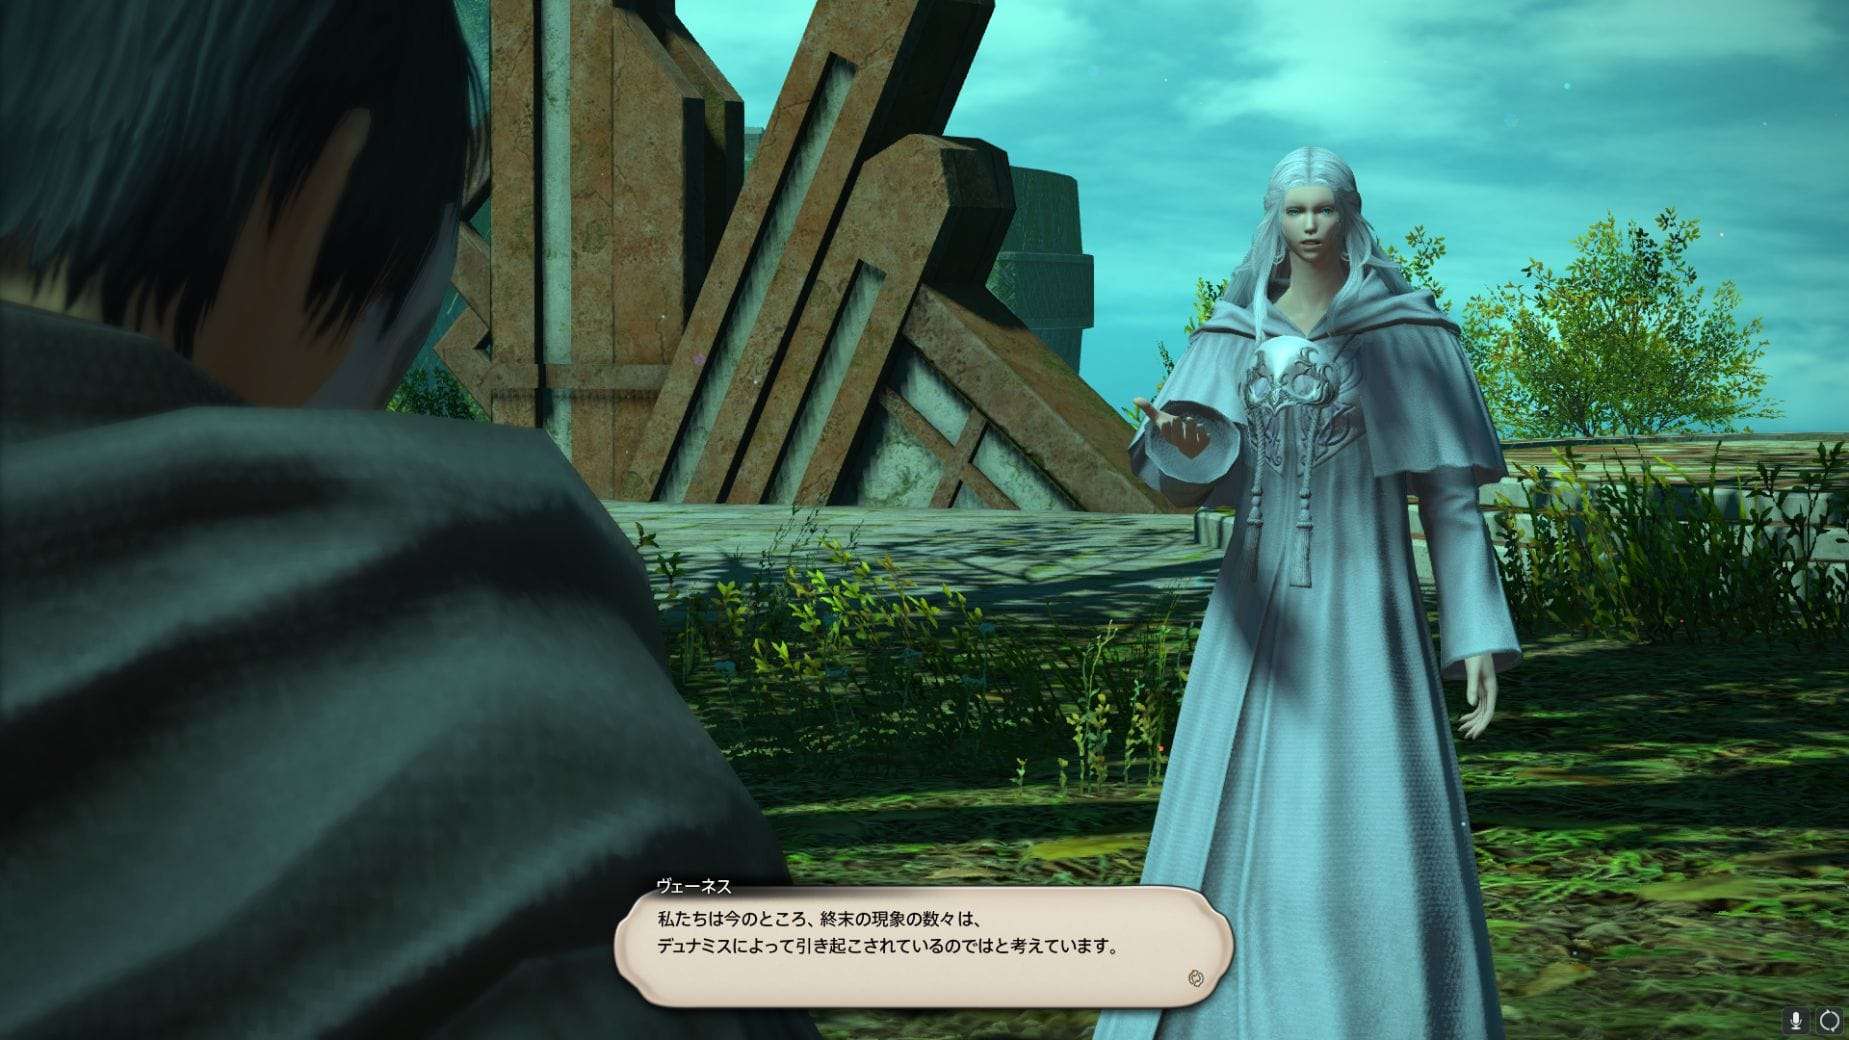 ヴェーネス
私たちは今のところ、終末の現象の数々は、
デュナミスによって引き起こされているのではと考えています。